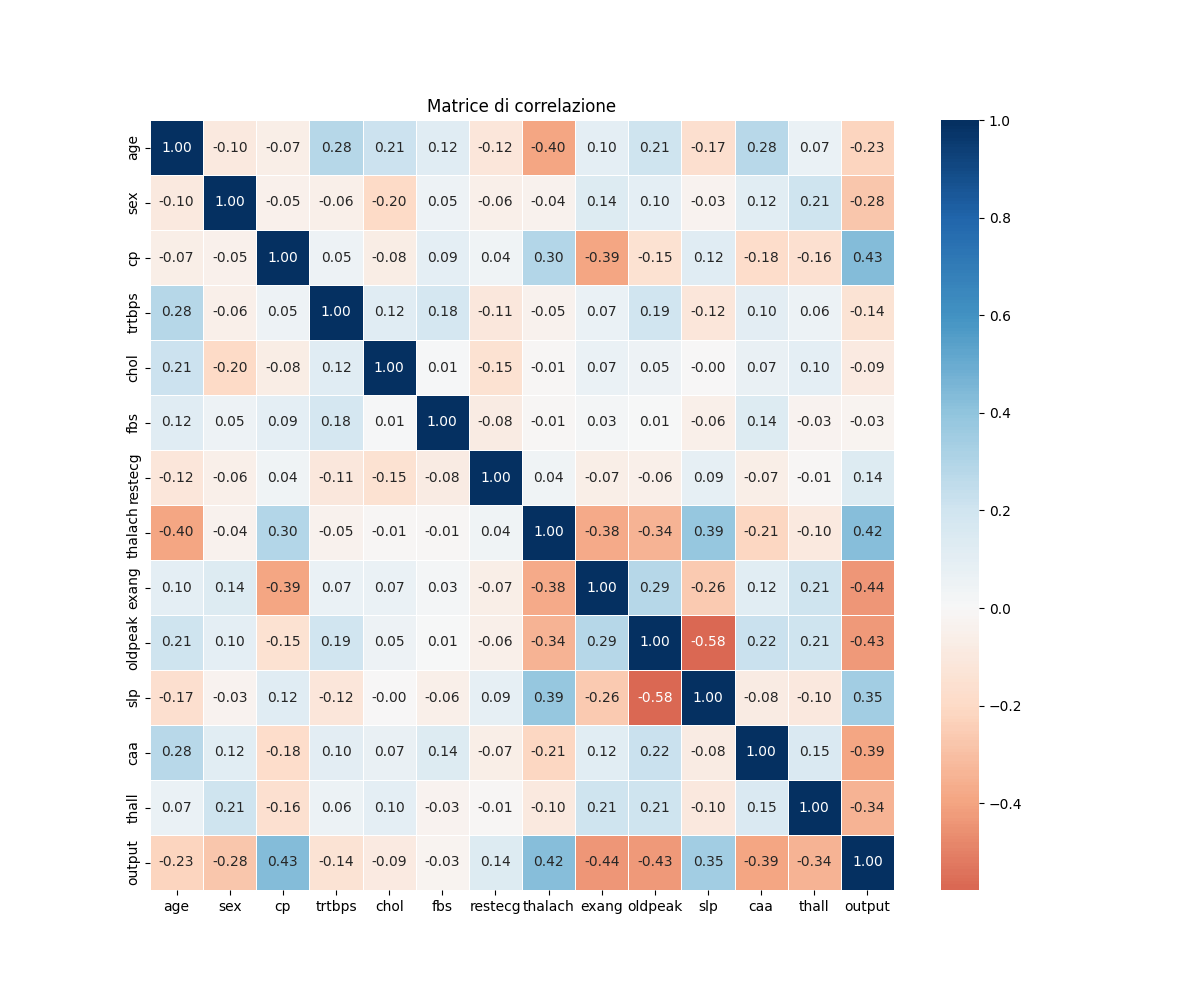 Matrice di correlazione
age 1.00 -0.10 -0.07 0.28 0.21 0.12 -0.12 -0.40 0.10 0.21 -0.17 0.28 0.07 -0.23
sex -0.10 1.00 -0.05 -0.06 -0.20 0.05 -0.06 -0.04 0.14 0.10 -0.03 0.12 0.21 -0.28
cp -0.07 -0.05 1.00 0.05 -0.08 0.09 0.04 0.30 -0.39 -0.15 0.12 -0.18 -0.16 0.43
trtbps 0.28 -0.06 0.05 1.00 0.12 0.18 -0.11 -0.05 0.07 0.19 -0.12 0.10 0.06 -0.14
chol 0.21 -0.20 -0.08 0.12 1.00 0.01 -0.15 -0.01 0.07 0.05 -0.00 0.07 0.10 -0.09
fbs 0.12 0.05 0.09 0.18 0.01 1.00 -0.08 -0.01 0.03 0.01 -0.06 0.14 -0.03 -0.03
restecg -0.12 -0.06 0.04 -0.11 -0.15 -0.08 1.00 0.04 -0.07 -0.06 0.09 -0.07 -0.01 0.14
thalach -0.40 -0.04 0.30 -0.05 -0.01 -0.01 0.04 1.00 -0.38 -0.34 0.39 -0.21 -0.10 0.42
exang 0.10 0.14 -0.39 0.07 0.07 0.03 -0.07 -0.38 1.00 0.29 -0.26 0.12 0.21 -0.44
oldpeak 0.21 0.10 -0.15 0.19 0.05 0.01 -0.06 -0.34 0.29 1.00 -0.58 0.22 0.21 -0.43
slp -0.17 -0.03 0.12 -0.12 -0.00 -0.06 0.09 0.39 -0.26 -0.58 1.00 -0.08 -0.10 0.35
caa 0.28 0.12 -0.18 0.10 0.07 0.14 -0.07 -0.21 0.12 0.22 -0.08 1.00 0.15 -0.39
thall 0.07 0.21 -0.16 0.06 0.10 -0.03 -0.01 -0.10 0.21 0.21 -0.10 0.15 1.00 -0.34
output -0.23 -0.28 0.43 -0.14 -0.09 -0.03 0.14 0.42 -0.44 -0.43 0.35 -0.39 -0.34 1.00
age sex cp trtbps chol fbs restecg thalach exang oldpeak slp caa thall output
1.0
0.8
0.6
0.4
0.2
0.0
−0.2
−0.4